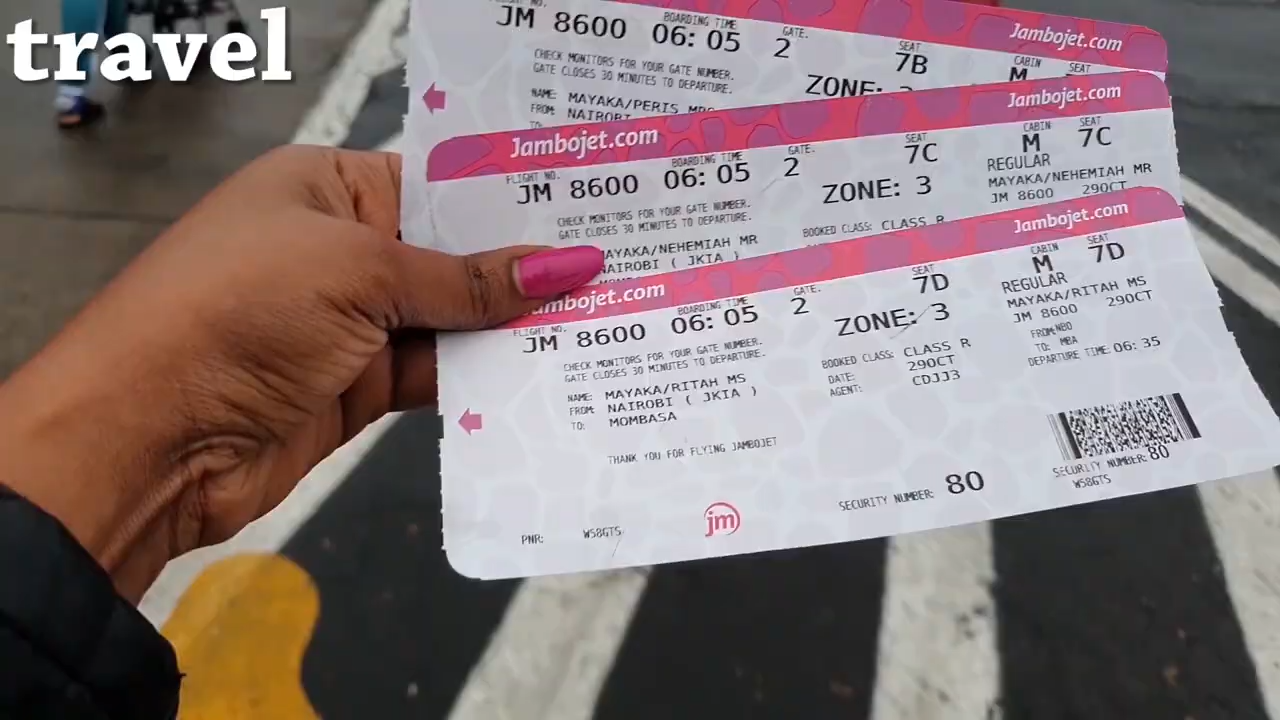 travel
Jambojet.com
FLIGHT NO. BOARDING TIME GATE.
JM 8600 06: 05 2
SEAT
7B
CABIN SEAT
M
CHECK MONITORS FOR YOUR GATE NUMBER.
GATE CLOSES 30 MINUTES TO DEPARTURE.
ZONE:
NAME: MAYAKA/PERIS
FROM: NAIROBI
TO:
Jambojet.com Jambojet.com
FLIGHT NO. BOARDING TIME GATE.
JM 8600 06: 05 2
SEAT
7C
CABIN SEAT
M 7C
REGULAR
ZONE: 3
MAYAKA/NEHEMIAH MR
JM 8600 29OCT
CHECK MONITORS FOR YOUR GATE NUMBER.
GATE CLOSES 30 MINUTES TO DEPARTURE.
BOOKED CLASS: CLASS R
MAYAKA/NEHEMIAH MR
NAIROBI ( JKIA )
Jambojet.com Jambojet.com
FLIGHT NO. BOARDING TIME GATE.
JM 8600 06: 05 2
SEAT
7D
CABIN SEAT
M 7D
REGULAR
ZONE: 3
MAYAKA/RITAH MS
JM 8600 29OCT
FROM: NBO
TO: MBA
DEPARTURE TIME: 06: 35
CHECK MONITORS FOR YOUR GATE NUMBER.
GATE CLOSES 30 MINUTES TO DEPARTURE.
BOOKED CLASS: CLASS R
DATE: 29OCT
AGENT: CDJJ3
NAME: MAYAKA/RITAH MS
FROM: NAIROBI ( JKIA )
TO: MOMBASA
THANK YOU FOR FLYING JAMBOJET
SECURITY NUMBER: 80
SECURITY NUMBER: 80
W58GTS
PNR: W58GTS
jm